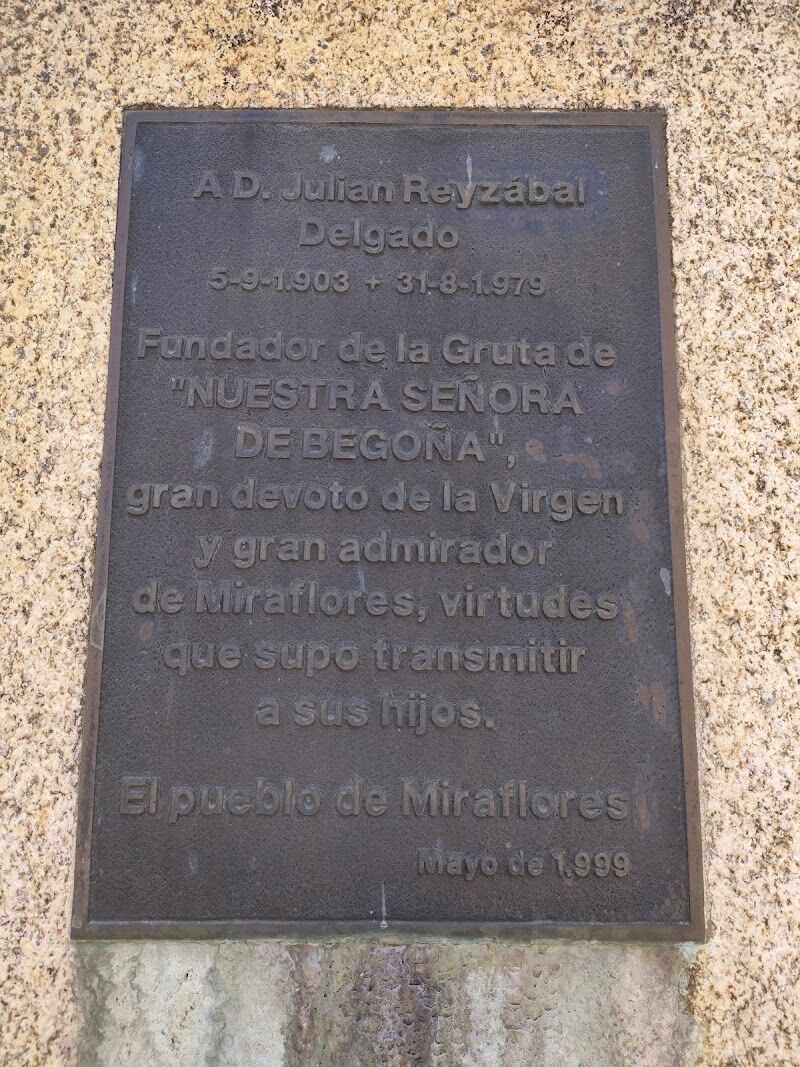 A D. Julian Reyzábal
Delgado
5-9-1.903 + 31-8-1.979
Fundador de la Gruta de
"NUESTRA SEÑORA
DE BEGOÑA",
gran devoto de la Virgen
y gran admirador
de Miraflores, virtudes
que supo transmitir
a sus hijos.
El pueblo de Miraflores
Mayo de 1.999